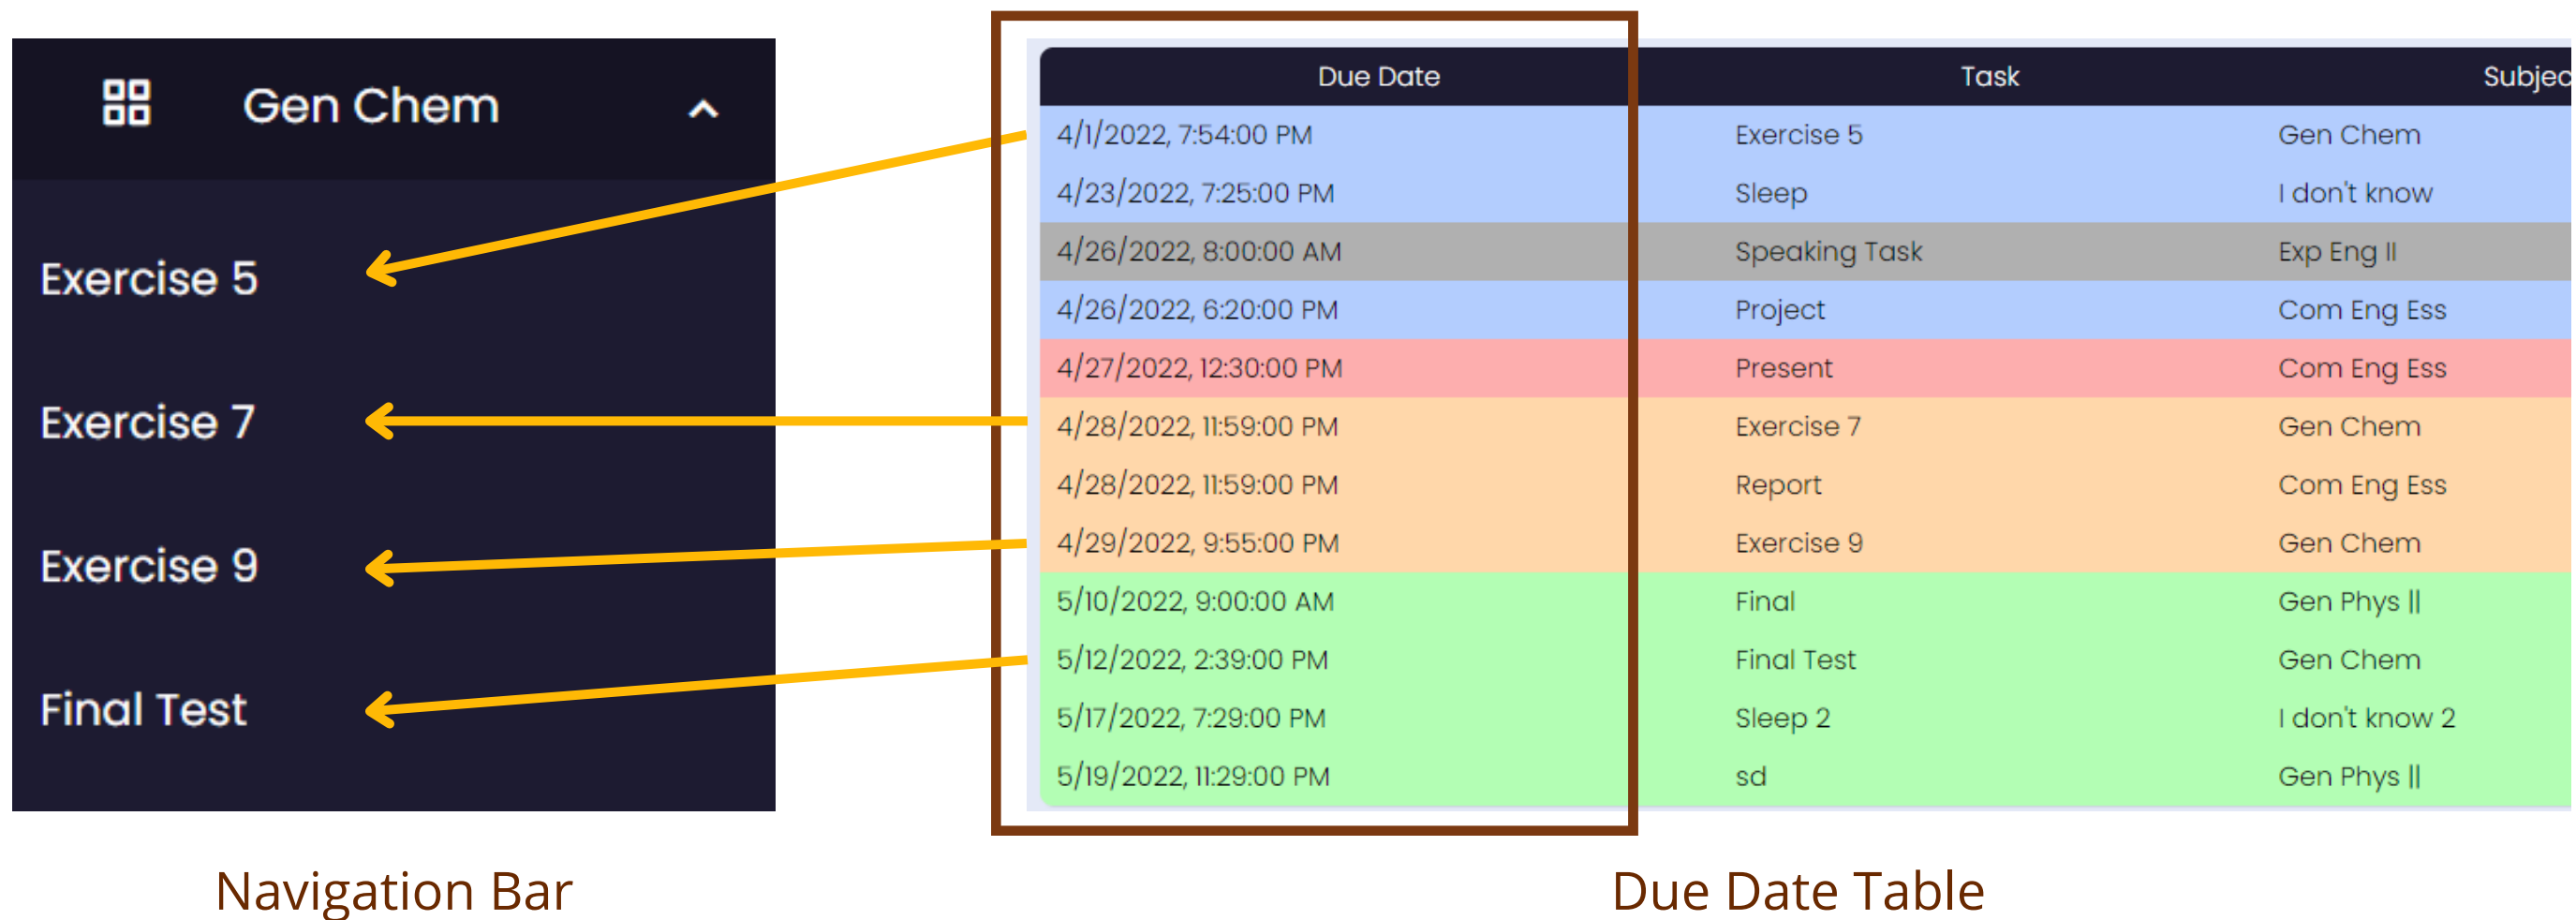 Gen Chem
Exercise 5
Exercise 7
Exercise 9
Final Test
Navigation Bar
Due Date Task Subjec
4/1/2022, 7:54:00 PM Exercise 5 Gen Chem
4/23/2022, 7:25:00 PM Sleep I don't know
4/26/2022, 8:00:00 AM Speaking Task Exp Eng II
4/26/2022, 6:20:00 PM Project Com Eng Ess
4/27/2022, 12:30:00 PM Present Com Eng Ess
4/28/2022, 11:59:00 PM Exercise 7 Gen Chem
4/28/2022, 11:59:00 PM Report Com Eng Ess
4/29/2022, 9:55:00 PM Exercise 9 Gen Chem
5/10/2022, 9:00:00 AM Final Gen Phys ||
5/12/2022, 2:39:00 PM Final Test Gen Chem
5/17/2022, 7:29:00 PM Sleep 2 I don't know 2
5/19/2022, 11:29:00 PM sd Gen Phys ||
Due Date Table